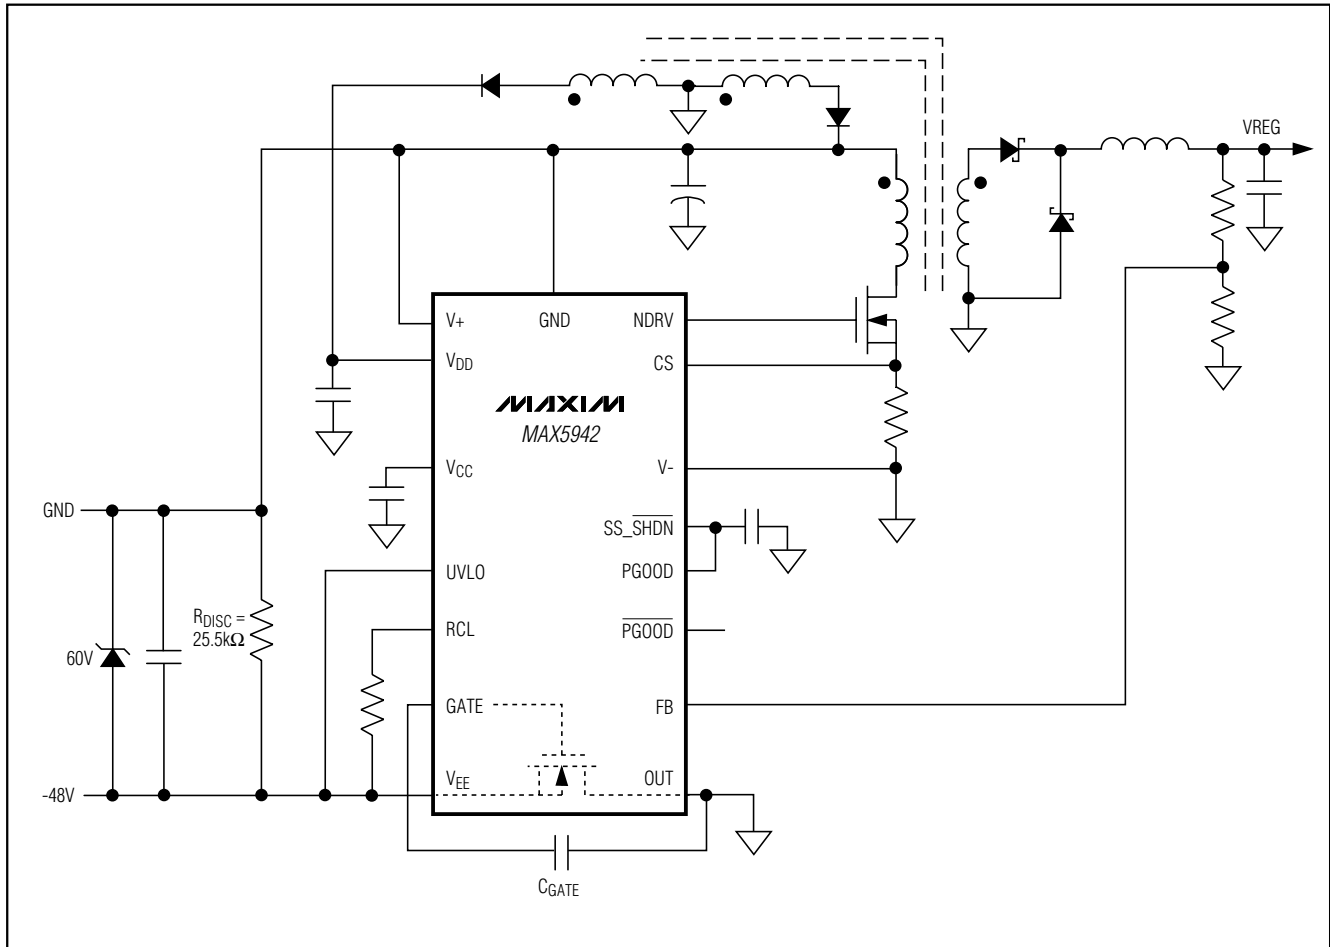 VREG
V+
GND
NDRV
VDD
CS
MAXIM
MAX5942
VCC
V-
GND
SS_SHDN
PGOOD
UVLO
RDISC =
25.5kΩ
RCL
PGOOD
60V
GATE
FB
VEE
OUT
-48V
CGATE